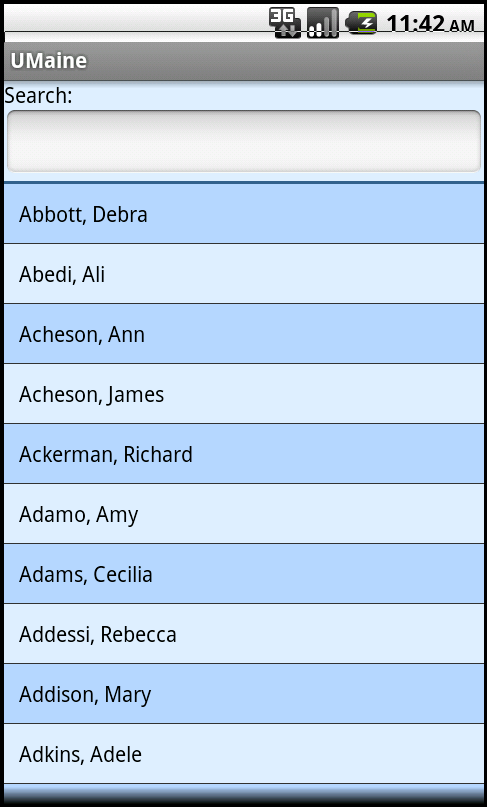 3G 11:42 AM
UMaine
Search:
Abbott, Debra
Abedi, Ali
Acheson, Ann
Acheson, James
Ackerman, Richard
Adamo, Amy
Adams, Cecilia
Addessi, Rebecca
Addison, Mary
Adkins, Adele